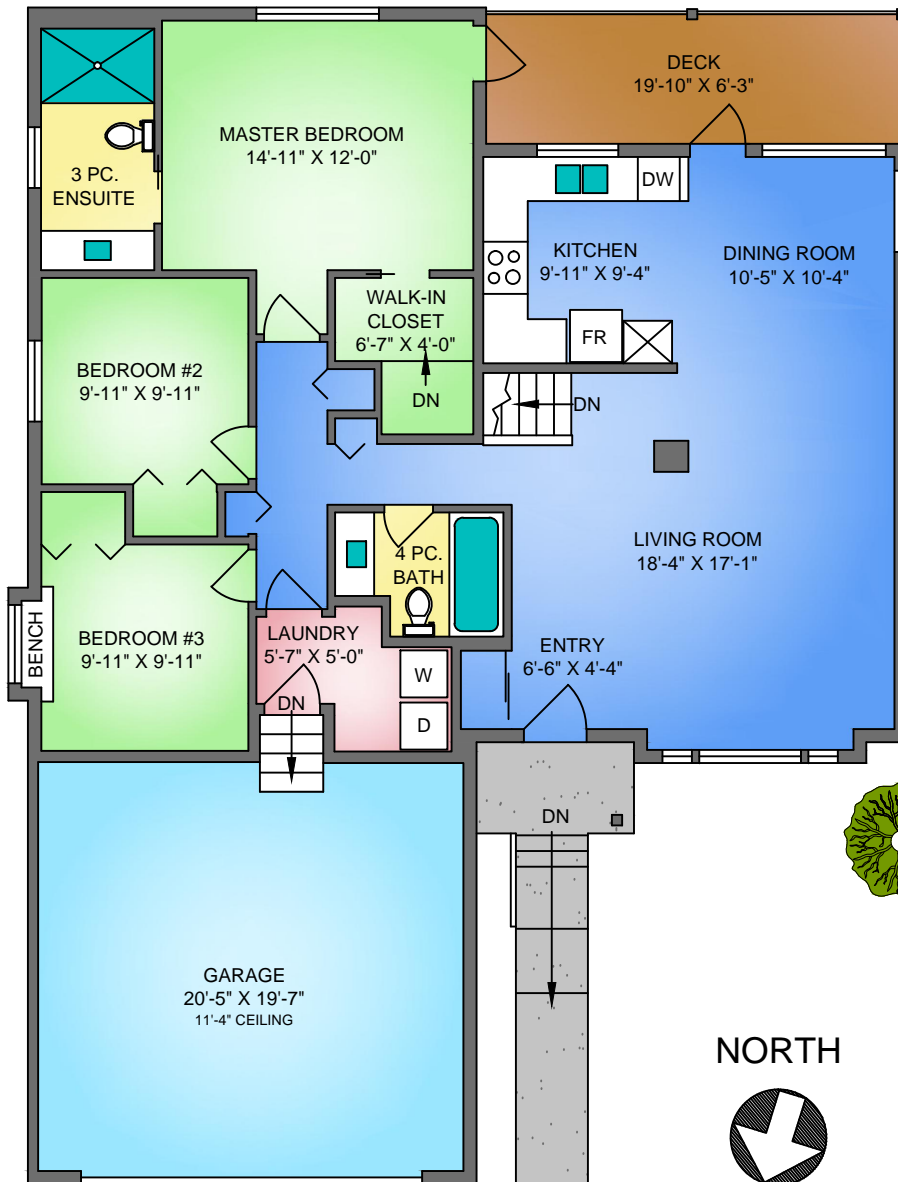 DECK
19'-10" X 6'-3"
MASTER BEDROOM
14'-11" X 12'-0"
3 PC.
ENSUITE
DW
KITCHEN
9'-11" X 9'-4"
DINING ROOM
10'-5" X 10'-4"
WALK-IN
CLOSET
6'-7" X 4'-0"
FR
BEDROOM #2
9'-11" X 9'-11"
DN
DN
LIVING ROOM
18'-4" X 17'-1"
4 PC.
BATH
BENCH
BEDROOM #3
9'-11" X 9'-11"
LAUNDRY
5'-7" X 5'-0"
ENTRY
6'-6" X 4'-4"
W
DN
D
DN
GARAGE
20'-5" X 19'-7"
11'-4" CEILING
NORTH